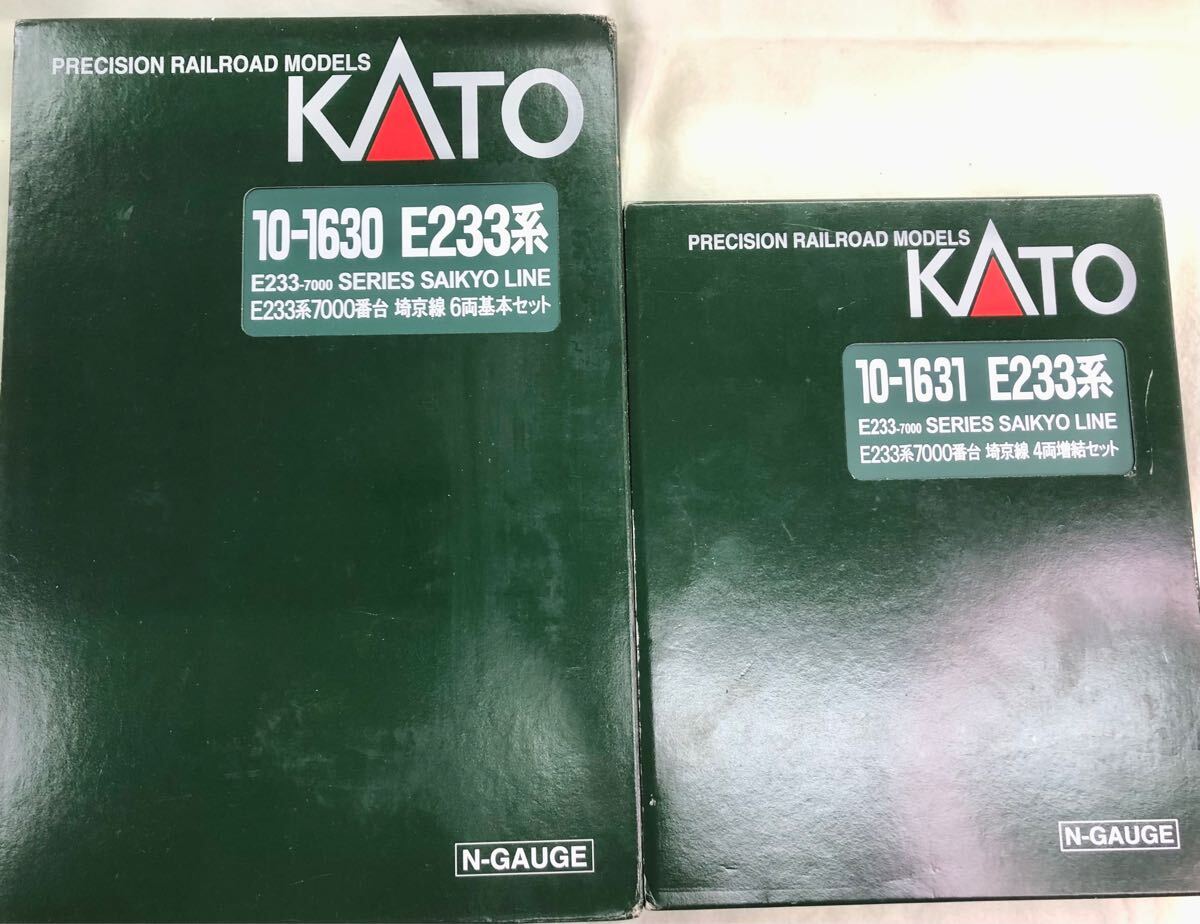 PRECISION RAILROAD MODELS
KATO
10-1630 E233系
E233-7000 SERIES SAIKYO LINE
E233系7000番台 埼京線 6両基本セット
N-GAUGE
PRECISION RAILROAD MODELS
KATO
10-1631 E233系
E233-7000 SERIES SAIKYO LINE
E233系7000番台 埼京線 4両増結セット
N-GAUGE